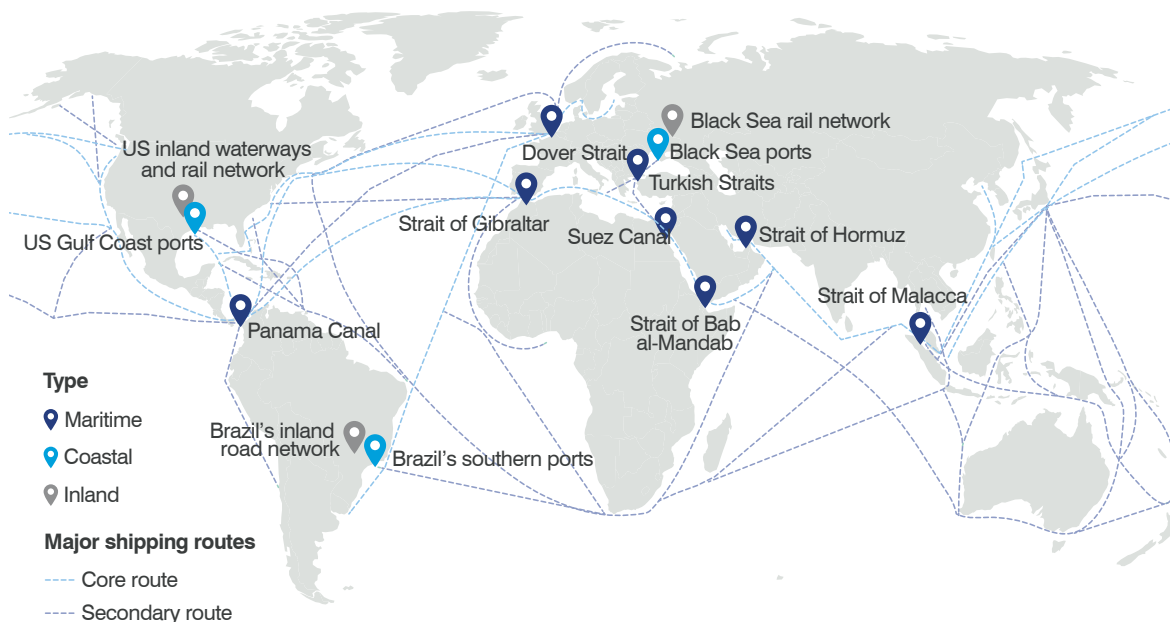 Black Sea rail network
US inland waterways
and rail network
Dover Strait
Black Sea ports
Turkish Straits
US Gulf Coast ports
Strait of Gibraltar
Suez Canal
Strait of Hormuz
Strait of Malacca
Panama Canal
Strait of Bab
al-Mandab
Type
Maritime
Coastal
Inland
Brazil's inland
road network
Brazil's southern ports
Major shipping routes
Core route
Secondary route